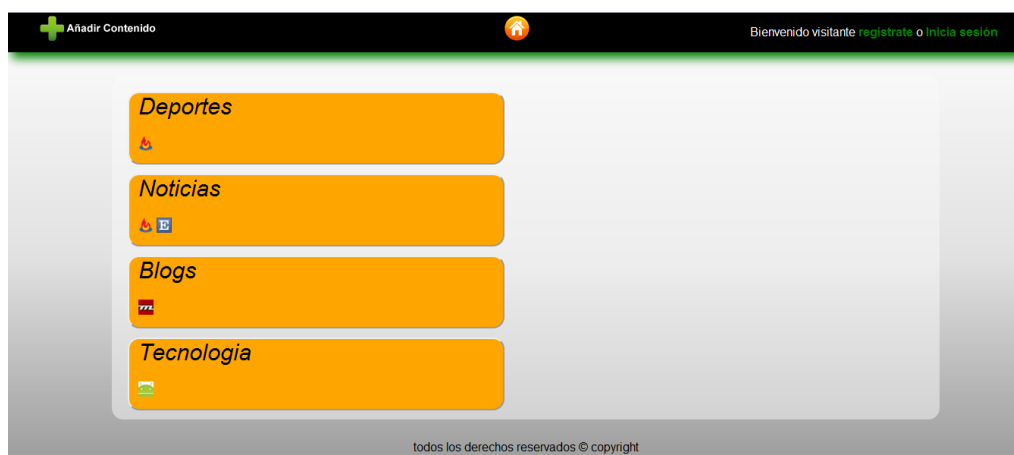 Añadir Contenido
Bienvenido visitante registrate o Inicia sesión
Deportes
Noticias
E
Blogs
m
Tecnologia
todos los derechos reservados © copyright